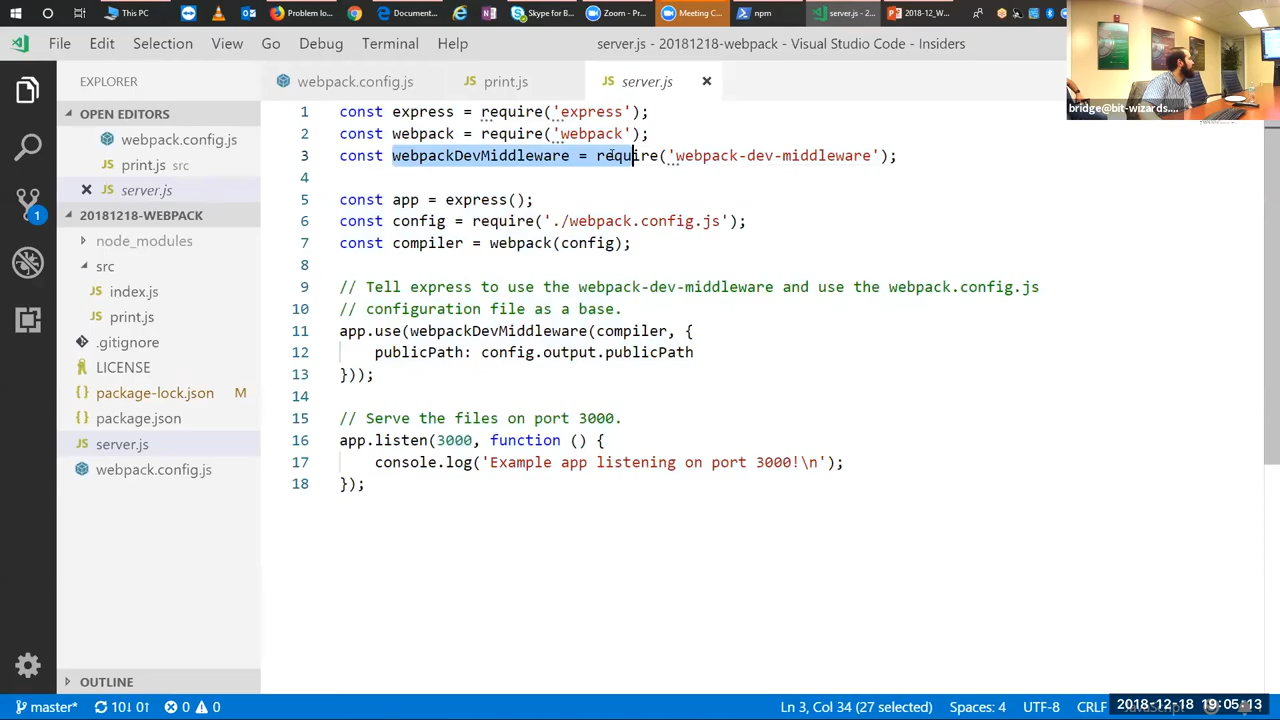 This PC
Problem lo...
Document...
Skype for B...
Zoom - Pr...
Meeting C...
npm
server.js - 2...
2018-12_W...
File Edit Selection View Go Debug Terminal Help
server.js - 20181218-webpack - Visual Studio Code - Insiders
bridge@bit-wizards....
EXPLORER
OPEN EDITORS
webpack.config.js
print.js
server.js
20181218-WEBPACK
node_modules
src
index.js
print.js
.gitignore
LICENSE
package-lock.json M
package.json
server.js
webpack.config.js
OUTLINE
1
webpack.config.js print.js server.js
1 const express = require('express');
2 const webpack = require('webpack');
3 const webpackDevMiddleware = require('webpack-dev-middleware');
4
5 const app = express();
6 const config = require('./webpack.config.js');
7 const compiler = webpack(config);
8
9 // Tell express to use the webpack-dev-middleware and use the webpack.config.js
10 // configuration file as a base.
11 app.use(webpackDevMiddleware(compiler, {
12 publicPath: config.output.publicPath
13 }));
14
15 // Serve the files on port 3000.
16 app.listen(3000, function () {
17 console.log('Example app listening on port 3000!\n');
18 });
master* 10↓ 0↑ 0 0 Ln 3, Col 34 (27 selected) Spaces: 4 UTF-8 CRLF JavaScript
2018-12-18 19:05:13